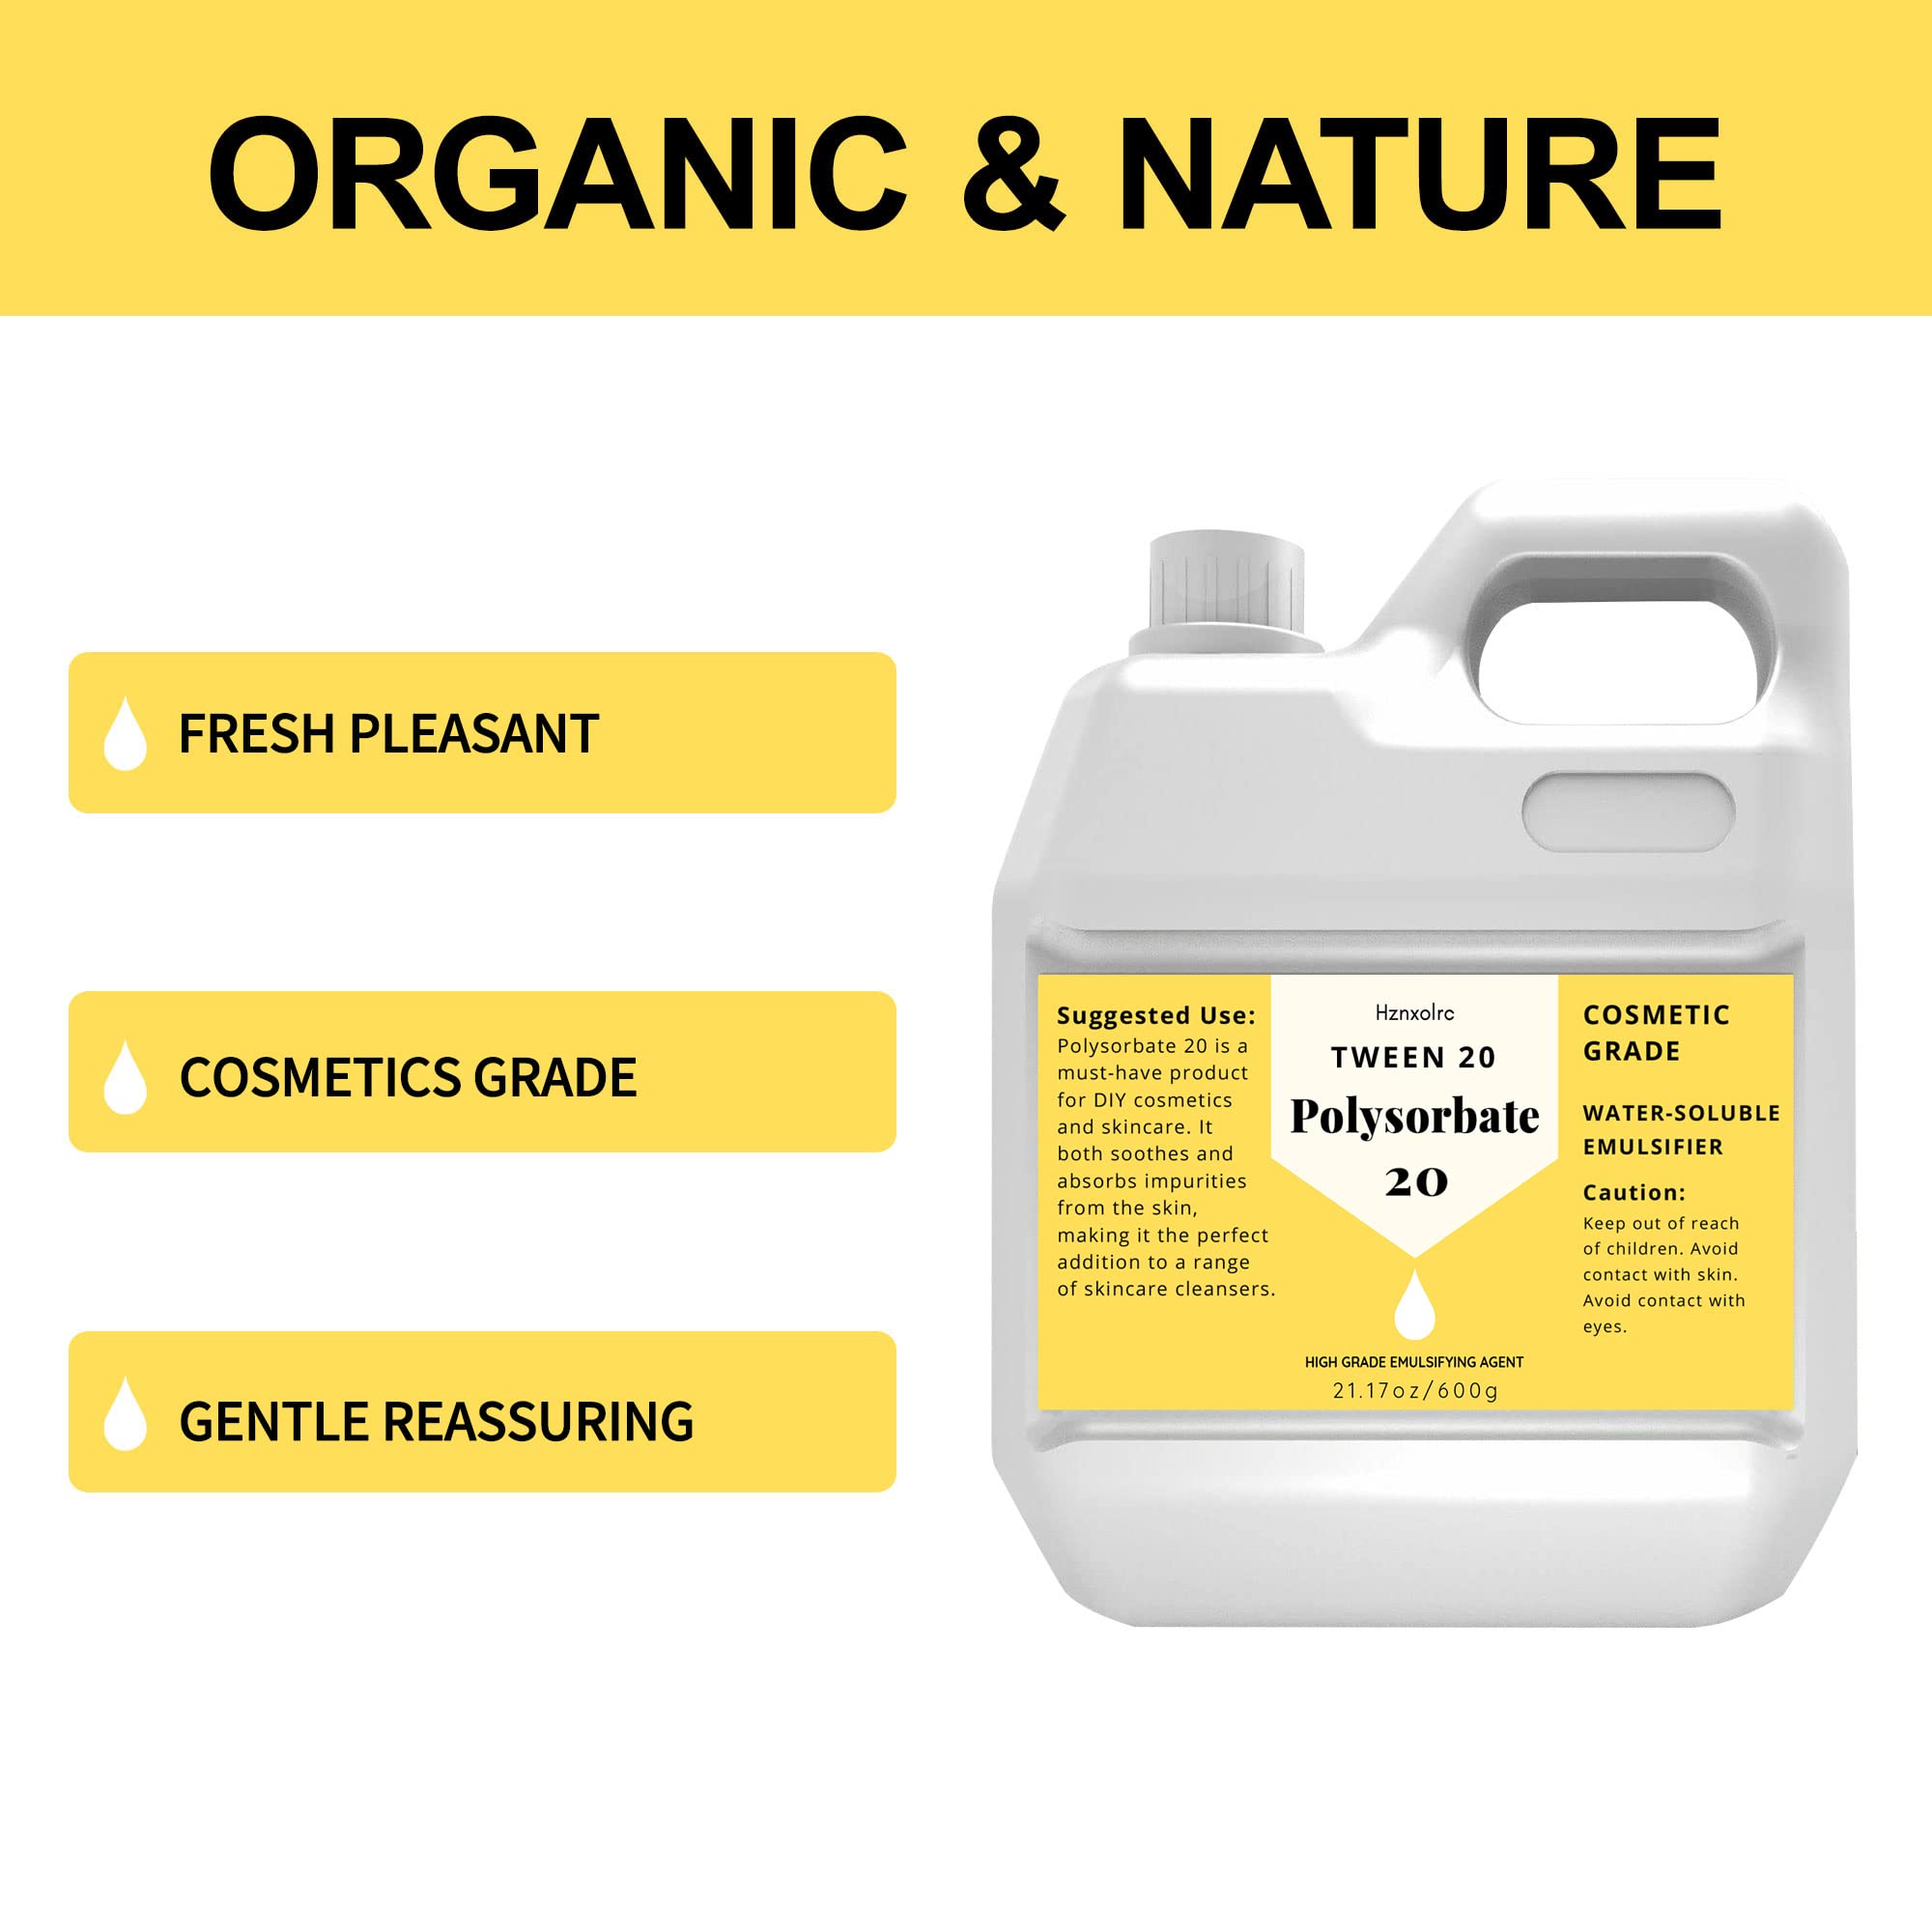 ORGANIC & NATURE
FRESH PLEASANT
COSMETICS GRADE
GENTLE REASSURING
Suggested Use:
Polysorbate 20 is a
must-have product
for DIY cosmetics
and skincare. It
both soothes and
absorbs impurities
from the skin,
making it the perfect
addition to a range
of skincare cleansers.
Hznxolrc
TWEEN 20
Polysorbate
20
HIGH GRADE EMULSIFYING AGENT
21.17oz/600g
COSMETIC
GRADE
WATER-SOLUBLE
EMULSIFIER
Caution:
Keep out of reach
of children. Avoid
contact with skin.
Avoid contact with
eyes.